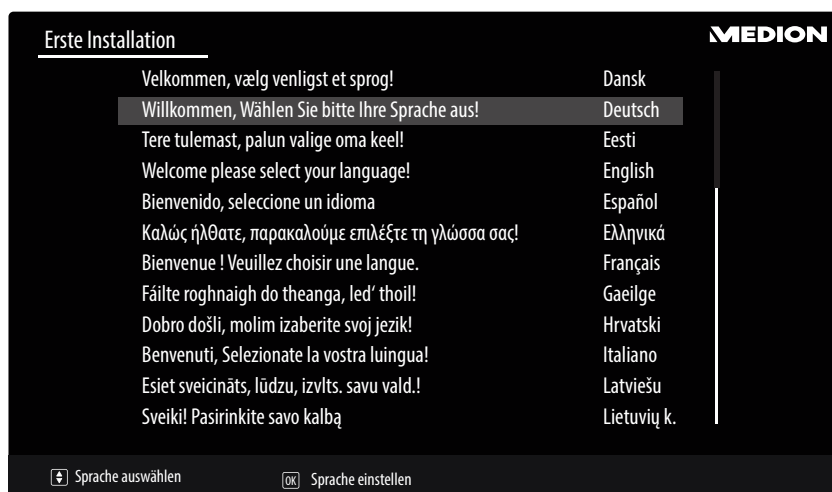 Erste Installation
MEDION
Velkommen, vælg venligst et sprog! Dansk
Willkommen, Wählen Sie bitte Ihre Sprache aus! Deutsch
Tere tulemast, palun valige oma keel! Eesti
Welcome please select your language! English
Bienvenido, seleccione un idioma Español
Καλώς ήλθατε, παρακαλούμε επιλέξτε τη γλώσσα σας! Ελληνικά
Bienvenue ! Veuillez choisir une langue. Français
Fáilte roghnaigh do theanga, led‘ thoil! Gaeilge
Dobro došli, molim izaberite svoj jezik! Hrvatski
Benvenuti, Selezionate la vostra luingua! Italiano
Esiet sveicināts, lūdzu, izvlts. savu vald.! Latviešu
Sveiki! Pasirinkite savo kalbą Lietuvių k.
Sprache auswählen OK Sprache einstellen